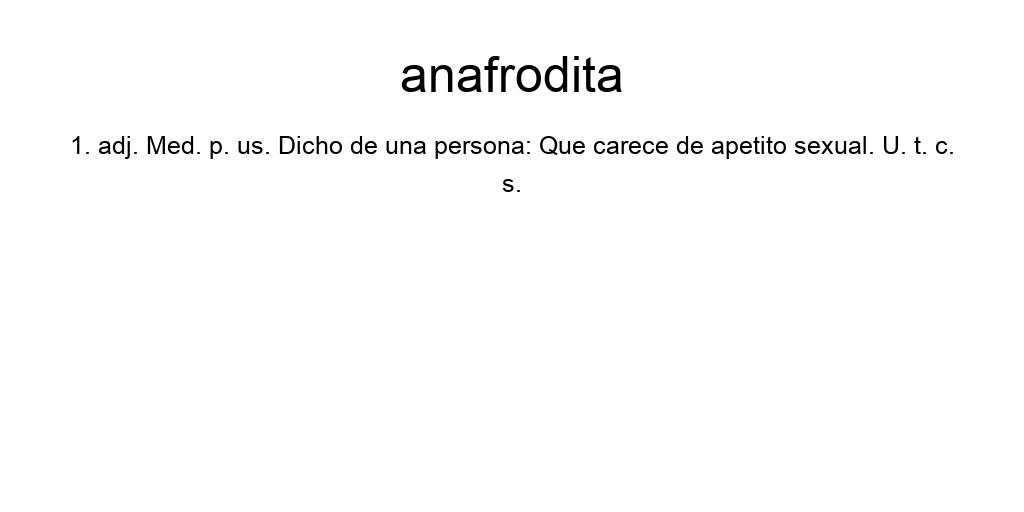 anafrodita
1. adj. Med. p. us. Dicho de una persona: Que carece de apetito sexual. U. t. c.
s.